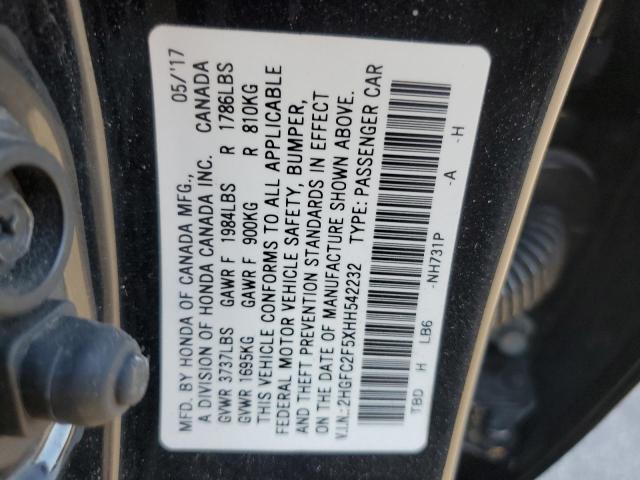 MFD. BY HONDA OF CANADA MFG., 05/'17
A DIVISION OF HONDA CANADA INC. CANADA
GVWR 3737LBS GAWR F 1984LBS R 1786LBS
GVWR 1695KG GAWR F 900KG R 810KG
THIS VEHICLE CONFORMS TO ALL APPLICABLE
FEDERAL MOTOR VEHICLE SAFETY, BUMPER,
AND THEFT PREVENTION STANDARDS IN EFFECT
ON THE DATE OF MANUFACTURE SHOWN ABOVE.
V.I.N.:2HGFC2F5XHH542232 TYPE: PASSENGER CAR
TBD H LB6 -NH731P -A -H